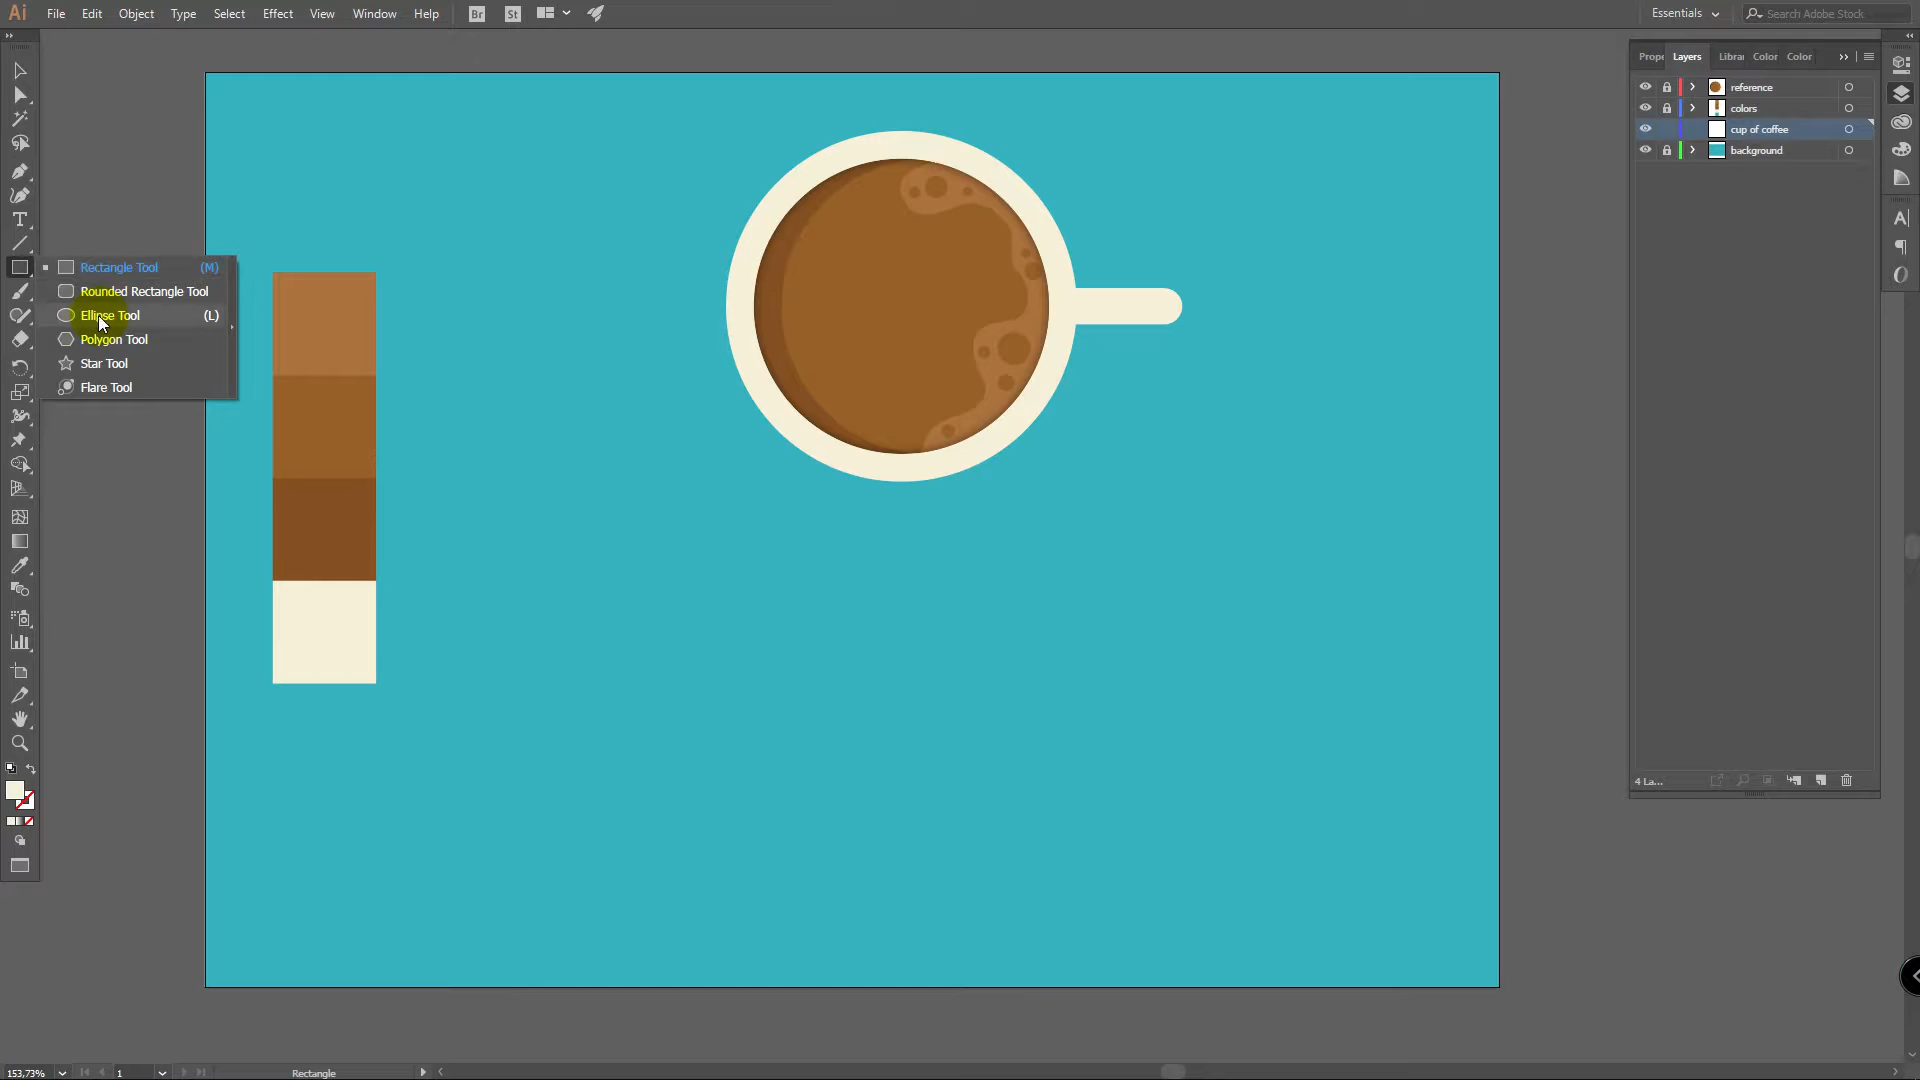 Ai File Edit Object Type Select Effect View Window Help Br St Essentials Search Adobe Stock
Prope Layers Librar Color Color
reference
colors
cup of coffee
background
Rectangle Tool (M)
Rounded Rectangle Tool
Ellipse Tool (L)
Polygon Tool
Star Tool
Flare Tool
4 La...
153,73% 1 Rectangle